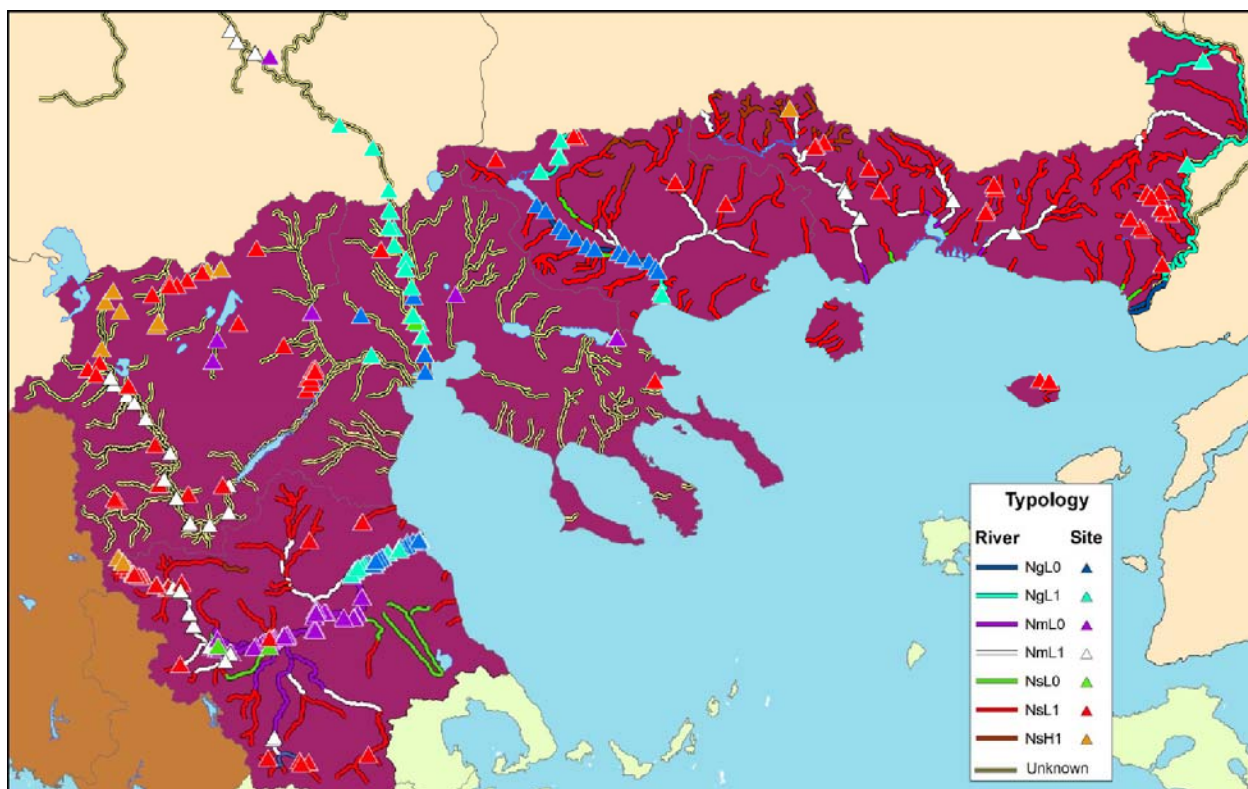 Typology
River Site
NgL0
NgL1
NmL0
NmL1
NsL0
NsL1
NsH1
Unknown